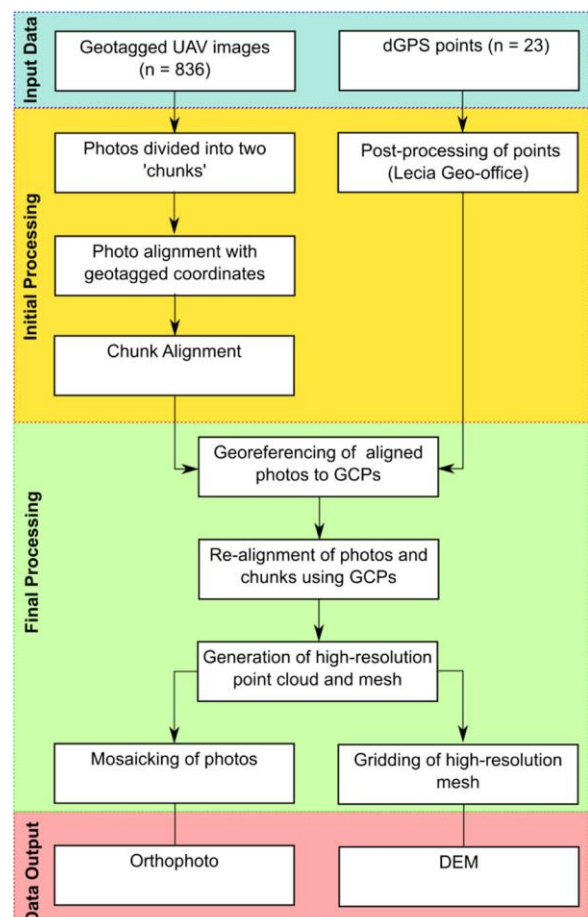 Input Data
Geotagged UAV images
(n = 836)
dGPS points (n = 23)
Initial Processing
Photos divided into two
'chunks'
Post-processing of points
(Lecia Geo-office)
Photo alignment with
geotagged coordinates
Chunk Alignment
Final Processing
Georeferencing of aligned
photos to GCPs
Re-alignment of photos and
chunks using GCPs
Generation of high-resolution
point cloud and mesh
Mosaicking of photos
Gridding of high-resolution
mesh
Data Output
Orthophoto
DEM